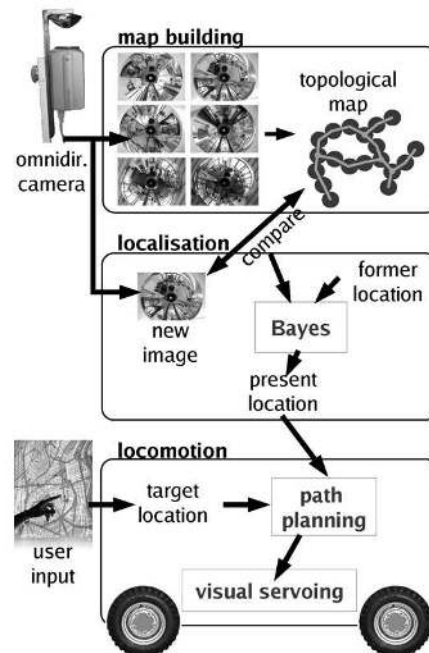 map building
topological
map
omnidir.
camera
compare
localisation
former
location
new
image
Bayes
present
location
locomotion
target
location
path
planning
user
input
visual servoing